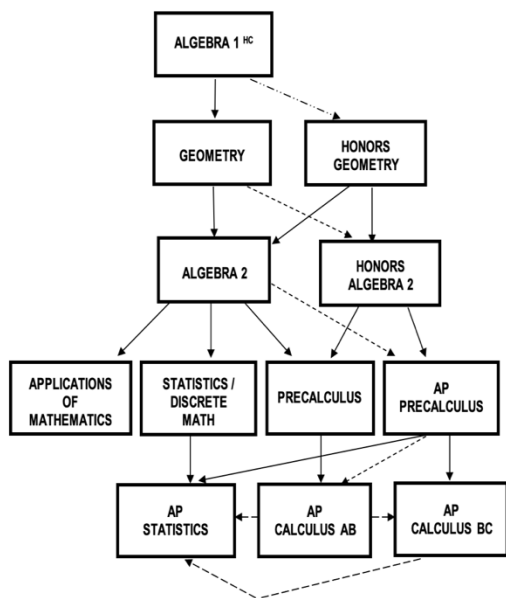 ALGEBRA 1 HC
GEOMETRY
HONORS
GEOMETRY
ALGEBRA 2
HONORS
ALGEBRA 2
APPLICATIONS
OF
MATHEMATICS
STATISTICS /
DISCRETE
MATH
PRECALCULUS
AP
PRECALCULUS
AP
STATISTICS
AP
CALCULUS AB
AP
CALCULUS BC